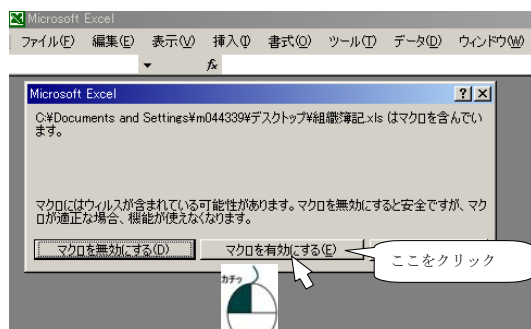 Microsoft Excel
ファイル(F) 編集(E) 表示(V) 挿入(I) 書式(O) ツール(T) データ(D) ウィンドウ(W)
fx
Microsoft Excel
C:¥Documents and Settings¥m044339¥デスクトップ¥組織簿記.xls はマクロを含んでい
ます。
マクロにはウィルスが含まれている可能性があります。マクロを無効にすると安全ですが、マク
ロが適正な場合、機能が使えなくなります。
マクロを無効にする(D) マクロを有効にする(E)
ここをクリック
カチッ